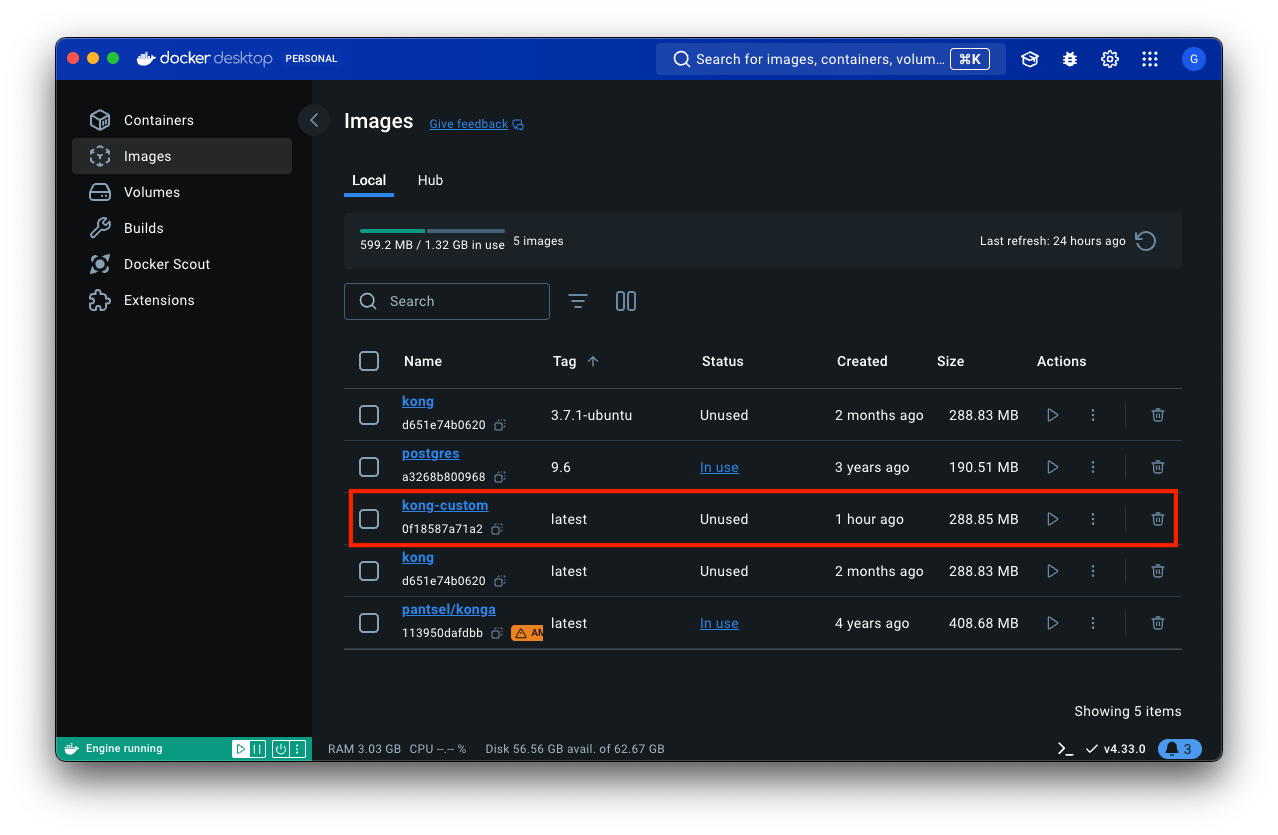 docker desktop PERSONAL
Search for images, containers, volum... ⌘K
G
Containers
Images
Volumes
Builds
Docker Scout
Extensions
Images Give feedback
Local Hub
599.2 MB / 1.32 GB in use 5 images
Last refresh: 24 hours ago
Search
Name Tag Status Created Size Actions
kong
d651e74b0620
3.7.1-ubuntu Unused 2 months ago 288.83 MB
postgres
a3268b800968
9.6 In use 3 years ago 190.51 MB
kong-custom
0f18587a71a2
latest Unused 1 hour ago 288.85 MB
kong
d651e74b0620
latest Unused 2 months ago 288.83 MB
pantsel/konga
113950dafdbb AM
latest In use 4 years ago 408.68 MB
Showing 5 items
Engine running
RAM 3.03 GB CPU --.-- % Disk 56.56 GB avail. of 62.67 GB
v4.33.0 3